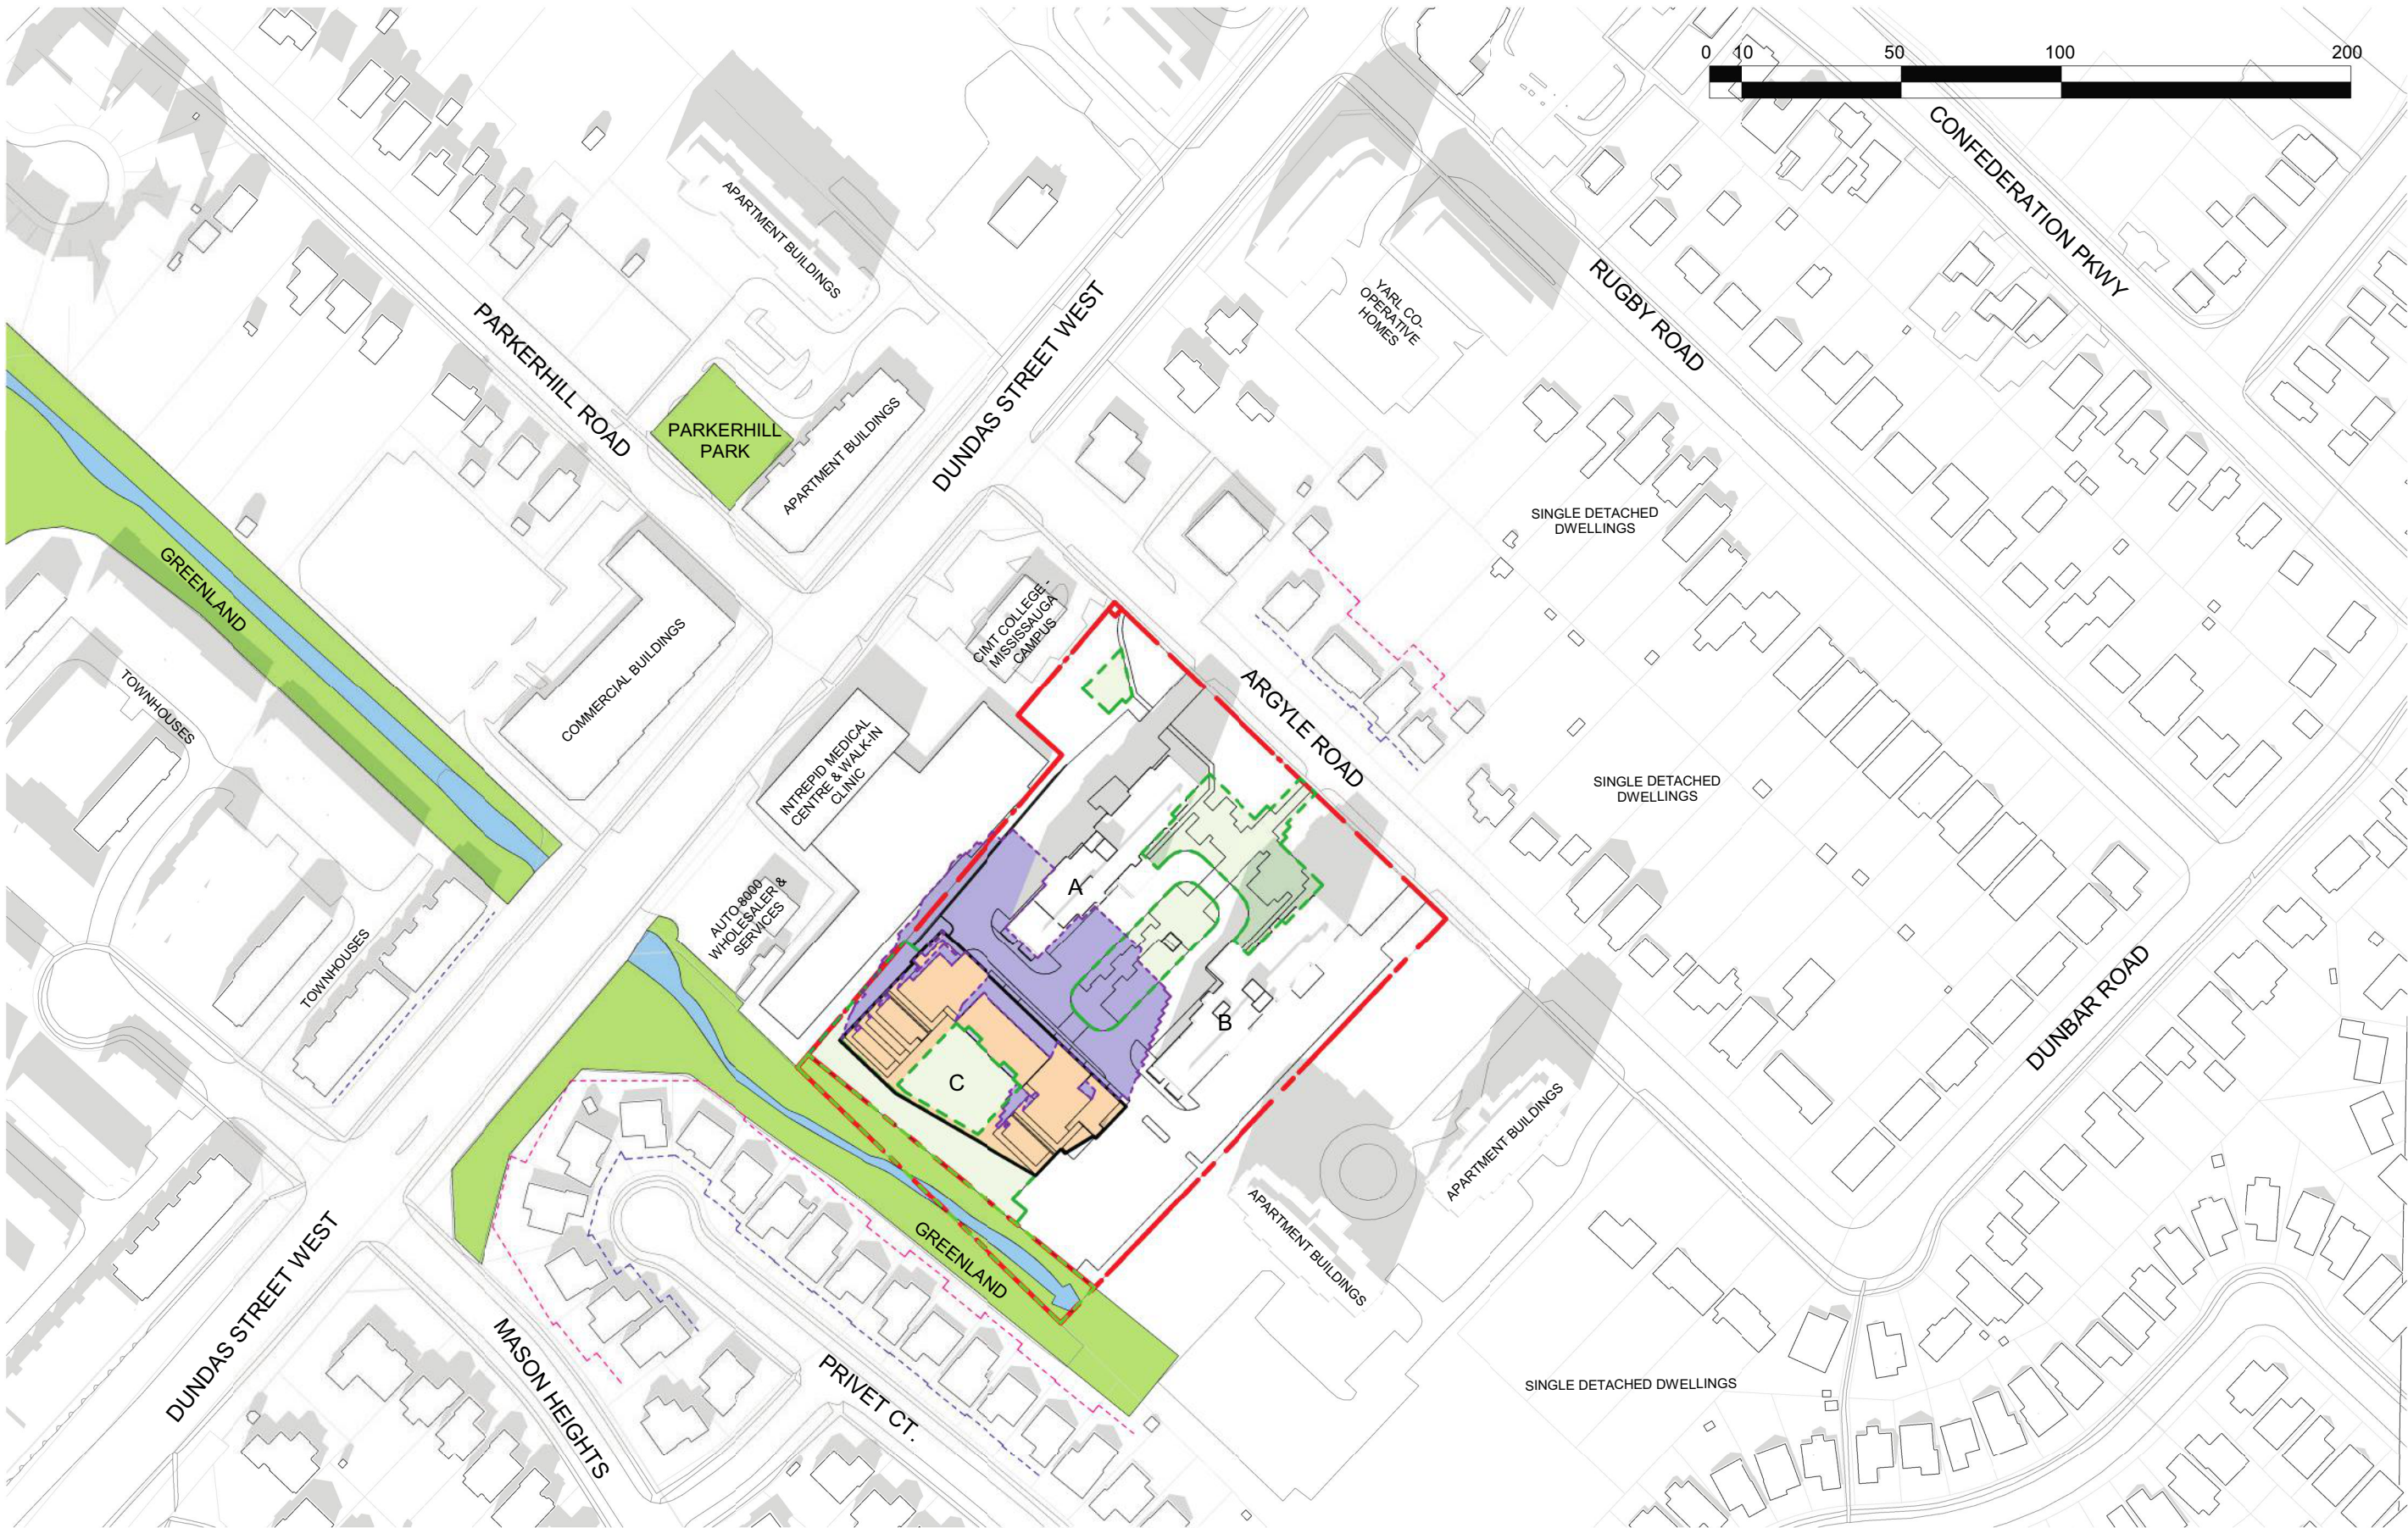 0 10 50 100 200
CONFEDERATION PKWY
APARTMENT BUILDINGS
PARKERHILL ROAD
DUNDAS STREET WEST
YARL CO-
OPERATIVE
HOMES
RUGBY ROAD
PARKERHILL
PARK
APARTMENT BUILDINGS
SINGLE DETACHED
DWELLINGS
GREENLAND
COMMERCIAL BUILDINGS
CIMT COLLEGE -
MISSISSAUGA
CAMPUS
TOWNHOUSES
INTREPID MEDICAL
CENTRE & WALK-IN
CLINIC
ARGYLE ROAD
SINGLE DETACHED
DWELLINGS
A
AUTO 8000
WHOLESALER &
SERVICES
TOWNHOUSES
B
DUNBAR ROAD
C
APARTMENT BUILDINGS
APARTMENT BUILDINGS
GREENLAND
DUNDAS STREET WEST
MASON HEIGHTS
PRIVET CT.
SINGLE DETACHED DWELLINGS